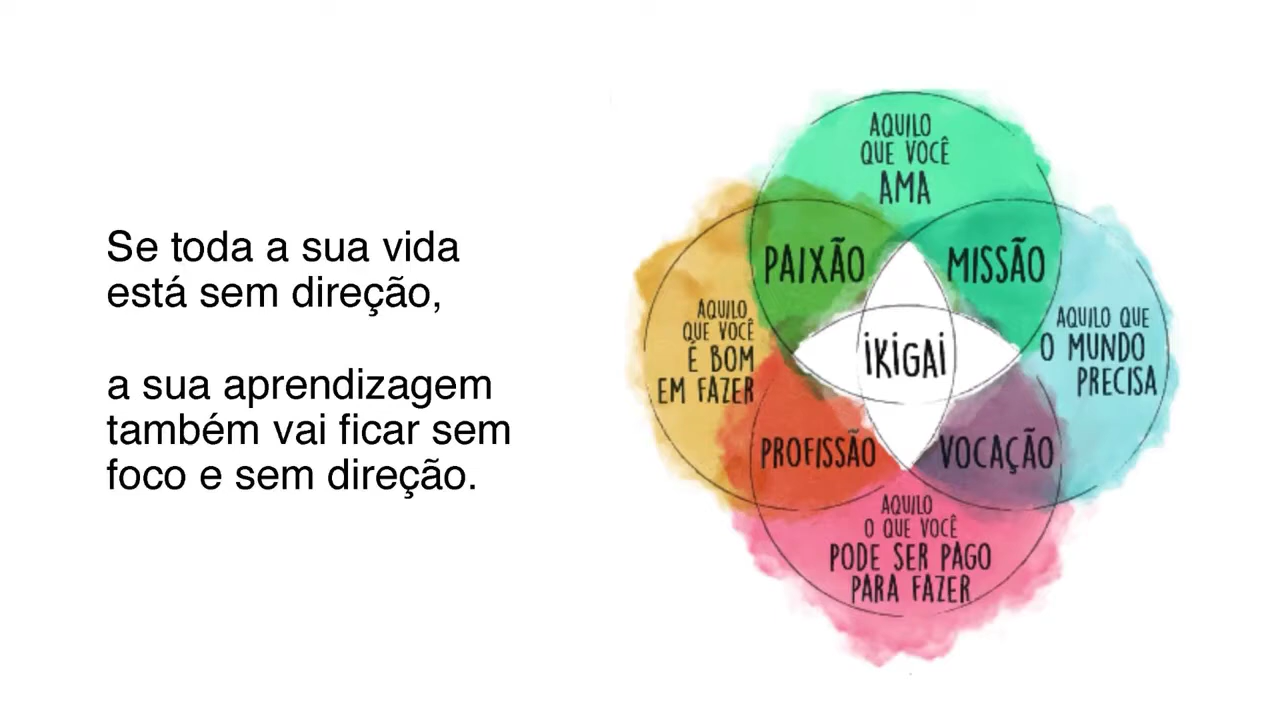 Se toda a sua vida
está sem direção,
a sua aprendizagem
também vai ficar sem
foco e sem direção.
AQUILO
QUE VOCÊ
AMA
PAIXÃO
MISSÃO
AQUILO
QUE VOCÊ
É BOM
EM FAZER
IKIGAI
AQUILO QUE
O MUNDO
PRECISA
PROFISSÃO
VOCAÇÃO
AQUILO
O QUE VOCÊ
PODE SER PAGO
PARA FAZER